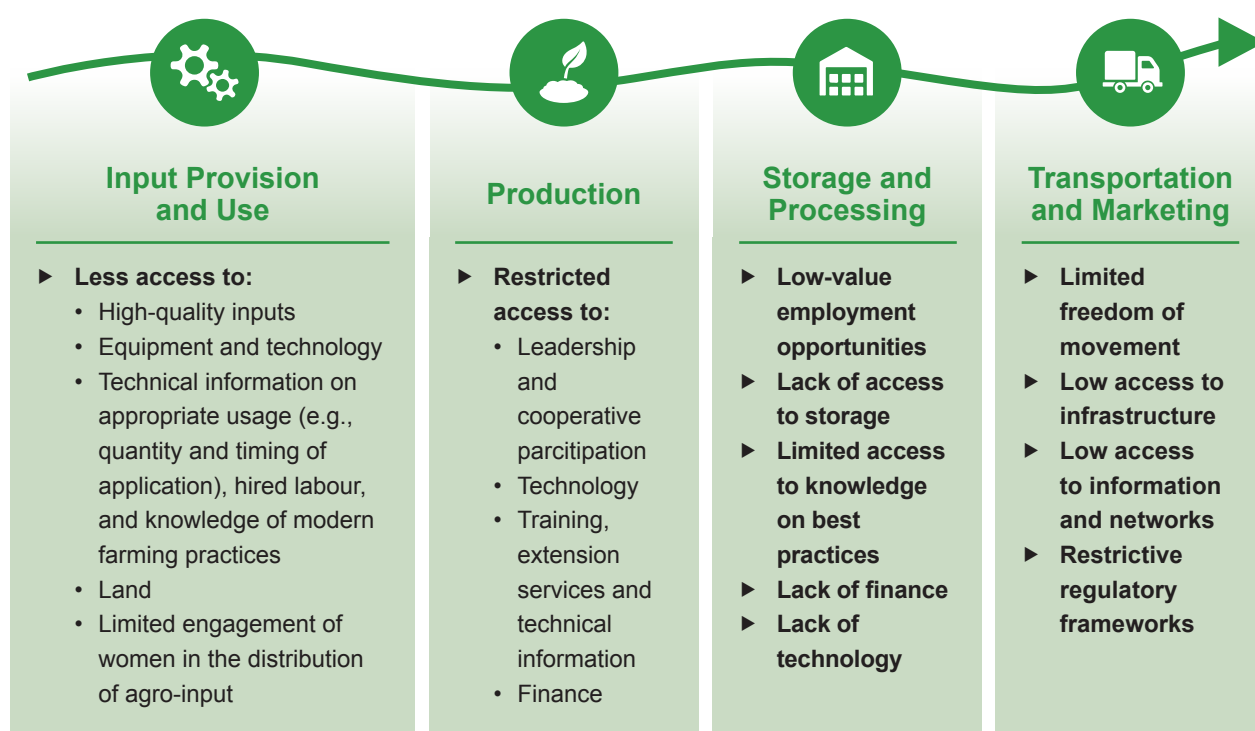 Input Provision
and Use
▶ Less access to:
• High-quality inputs
• Equipment and technology
• Technical information on
appropriate usage (e.g.,
quantity and timing of
application), hired labour,
and knowledge of modern
farming practices
• Land
• Limited engagement of
women in the distribution
of agro-input
Production
▶ Restricted
access to:
• Leadership
and
cooperative
parcitipation
• Technology
• Training,
extension
services and
technical
information
• Finance
Storage and
Processing
▶ Low-value
employment
opportunities
▶ Lack of access
to storage
▶ Limited access
to knowledge
on best
practices
▶ Lack of finance
▶ Lack of
technology
Transportation
and Marketing
▶ Limited
freedom of
movement
▶ Low access to
infrastructure
▶ Low access
to information
and networks
▶ Restrictive
regulatory
frameworks